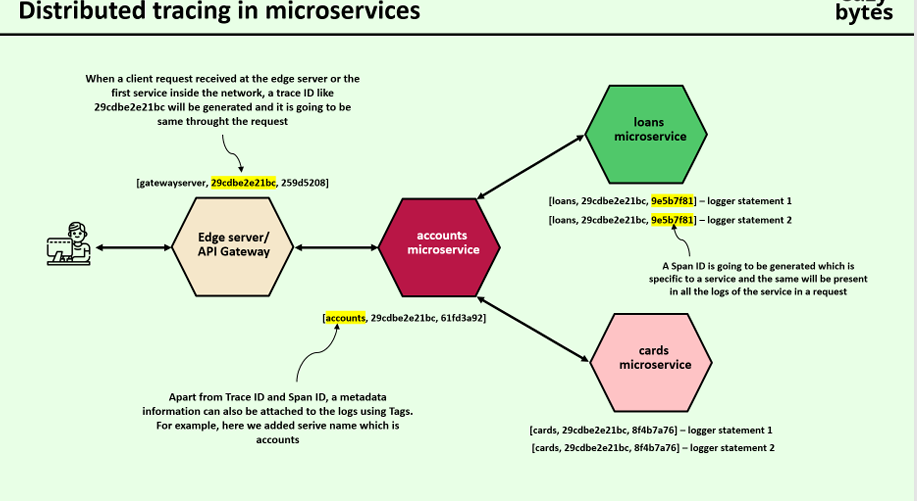 Distributed tracing in microservices
bytes
When a client request received at the edge server or the
first service inside the network, a trace ID like
29cdbe2e21bc will be generated and it is going to be
same throught the request
[gatewayserver, 29cdbe2e21bc, 259d5208]
Edge server/
API Gateway
accounts
microservice
[accounts, 29cdbe2e21bc, 61fd3a92]
Apart from Trace ID and Span ID, a metadata
information can also be attached to the logs using Tags.
For example, here we added serive name which is
accounts
loans
microservice
[loans, 29cdbe2e21bc, 9e5b7f81] – logger statement 1
[loans, 29cdbe2e21bc, 9e5b7f81] – logger statement 2
A Span ID is going to be generated which is
specific to a service and the same will be present
in all the logs of the service in a request
cards
microservice
[cards, 29cdbe2e21bc, 8f4b7a76] – logger statement 1
[cards, 29cdbe2e21bc, 8f4b7a76] – logger statement 2